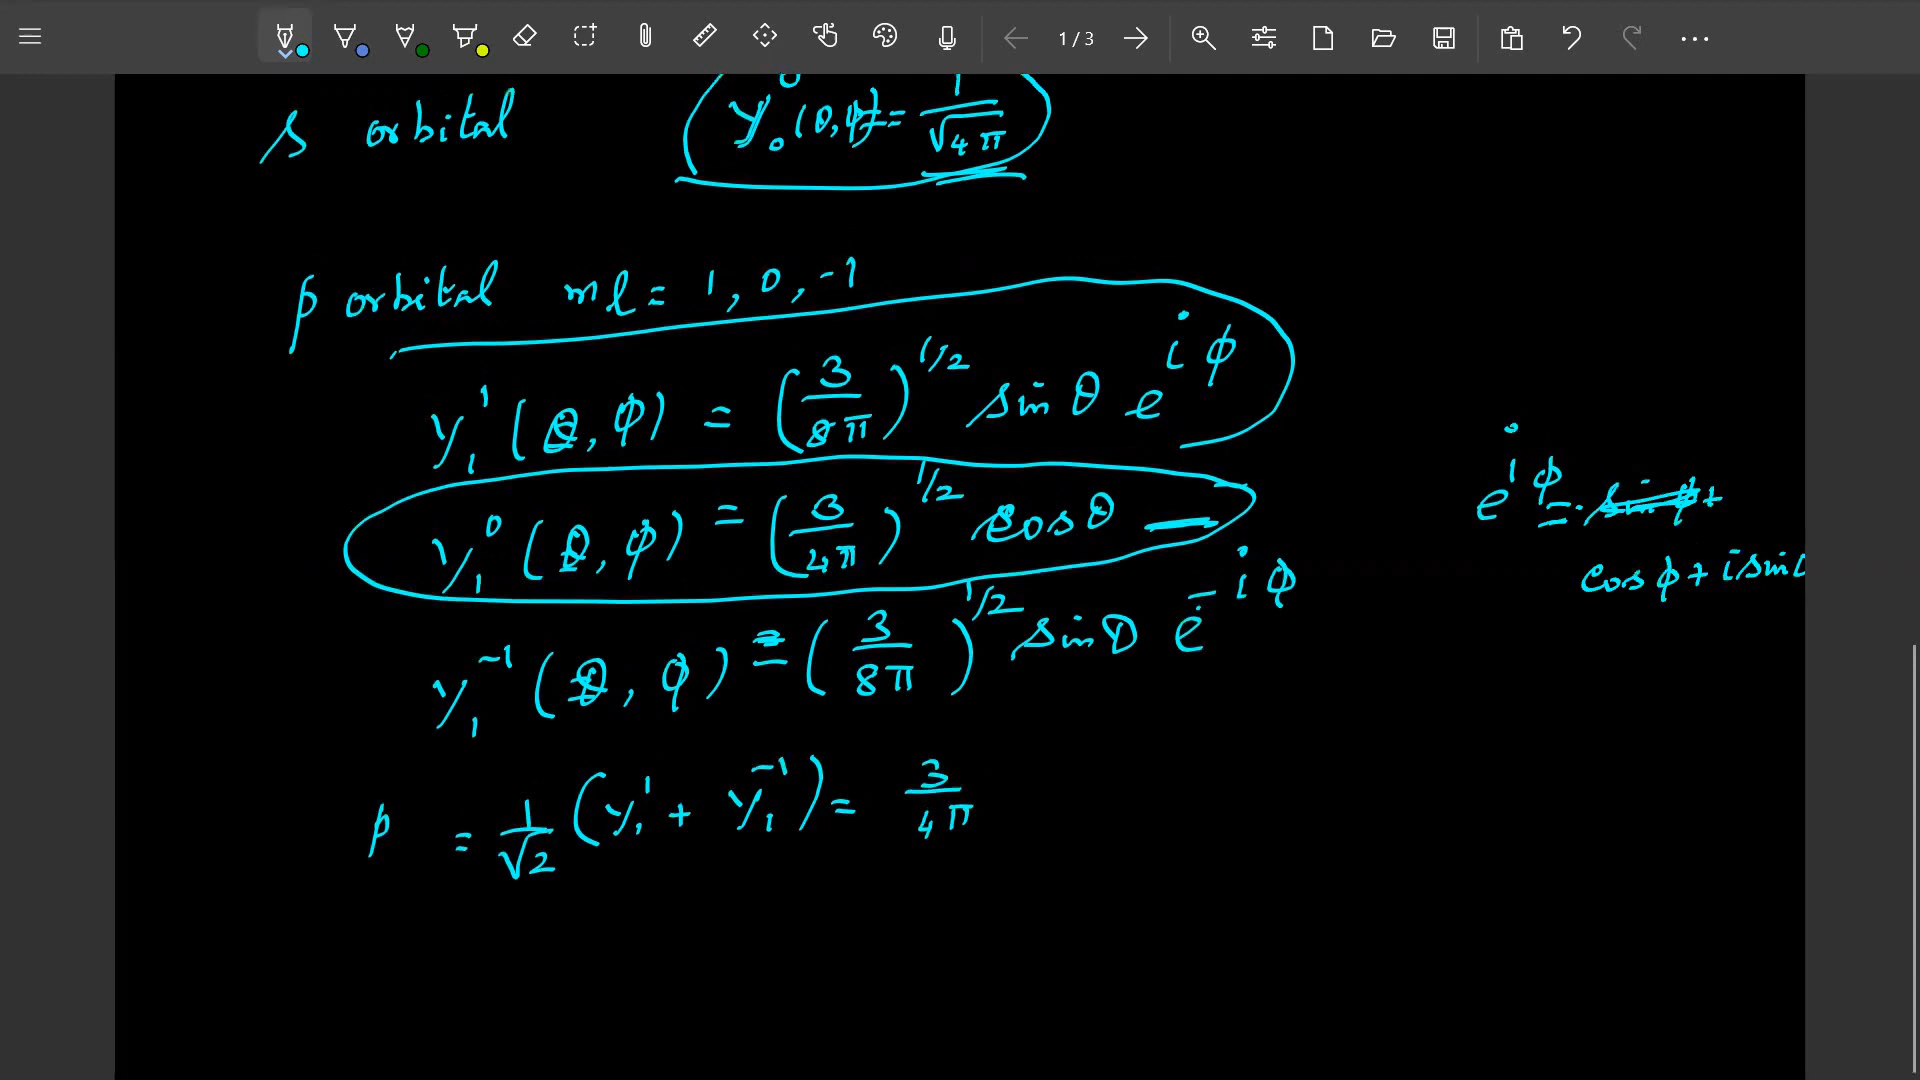 1 / 3
s orbital Y₀⁰(θ,ϕ) = 1/√4π
p orbital ml = 1, 0, -1
Y₁¹(θ,ϕ) = (3/8π)^1/2 sinθ e^iϕ
e^iϕ = sinϕ +
Y₁⁰(θ,ϕ) = (3/4π)^1/2 cosθ
cosϕ + i sin
Y₁⁻¹(θ,ϕ) = (3/8π)^1/2 sinθ e^-iϕ
p = 1/√2 (Y₁¹ + Y₁⁻¹) = 3/4π